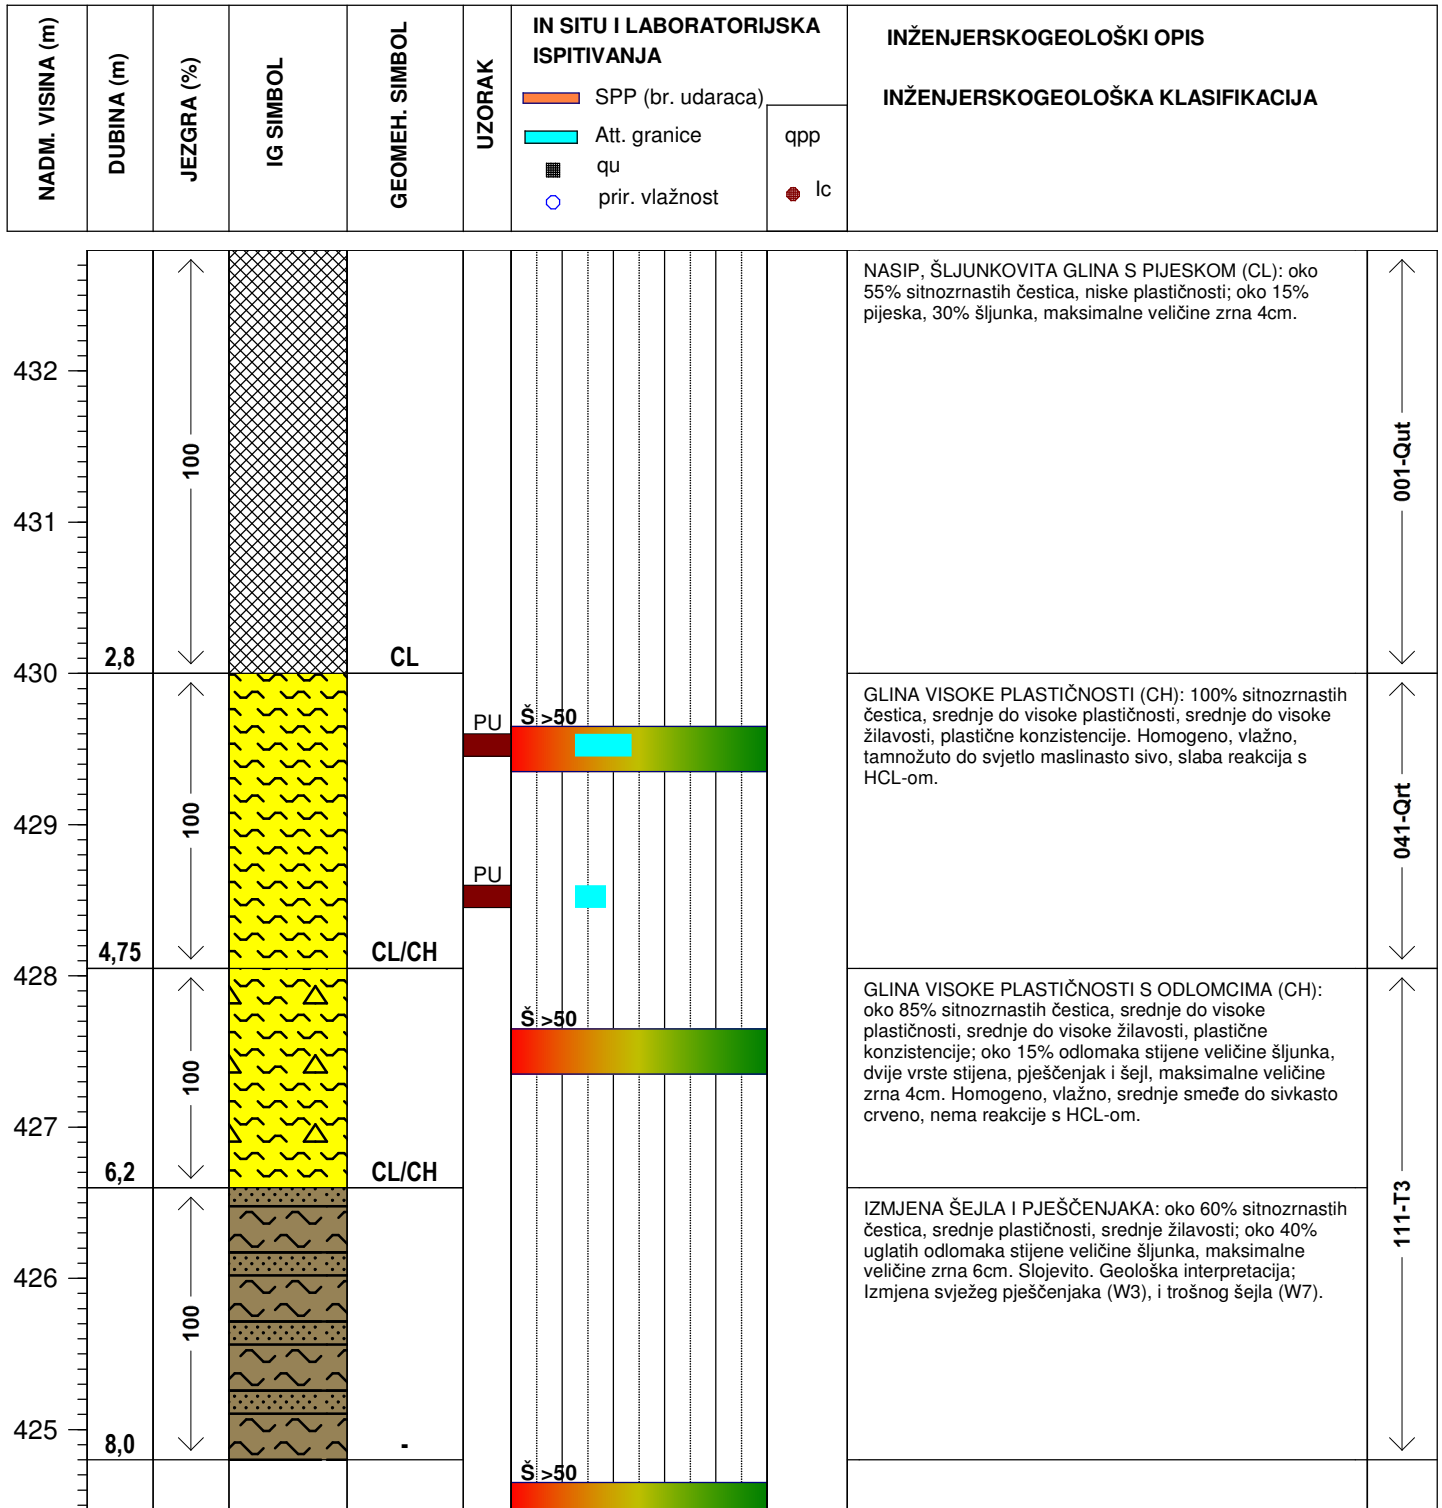 NADM. VISINA (m)
DUBINA (m)
JEZGRA (%)
IG SIMBOL
GEOMEH. SIMBOL
UZORAK
IN SITU I LABORATORIJSKA
ISPITIVANJA
SPP (br. udaraca)
Att. granice
qu
prir. vlažnost
qpp
Ic
INŽENJERSKOGEOLOŠKI OPIS
INŽENJERSKOGEOLOŠKA KLASIFIKACIJA
NASIP, ŠLJUNKOVITA GLINA S PIJESKOM (CL): oko
55% sitnozrnastih čestica, niske plastičnosti; oko 15%
pijeska, 30% šljunka, maksimalne veličine zrna 4cm.
432
100
001-Qut
431
2,8
CL
430
GLINA VISOKE PLASTIČNOSTI (CH): 100% sitnozrnastih
čestica, srednje do visoke plastičnosti, srednje do visoke
žilavosti, plastične konzistencije. Homogeno, vlažno,
tamnožuto do svjetlo maslinasto sivo, slaba reakcija s
HCL-om.
PU
Š >50
429
100
041-Qrt
PU
4,75
CL/CH
428
GLINA VISOKE PLASTIČNOSTI S ODLOMCIMA (CH):
oko 85% sitnozrnastih čestica, srednje do visoke
plastičnosti, srednje do visoke žilavosti, plastične
konzistencije; oko 15% odlomaka stijene veličine šljunka,
dvije vrste stijena, pješčenjak i šejl, maksimalne veličine
zrna 4cm. Homogeno, vlažno, srednje smeđe do sivkasto
crveno, nema reakcije s HCL-om.
Š >50
100
427
6,2
CL/CH
111-T3
IZMJENA ŠEJLA I PJEŠČENJAKA: oko 60% sitnozrnastih
čestica, srednje plastičnosti, srednje žilavosti; oko 40%
uglatih odlomaka stijene veličine šljunka, maksimalne
veličine zrna 6cm. Slojevito. Geološka interpretacija;
Izmjena svježeg pješčenjaka (W3), i trošnog šejla (W7).
426
100
425
8,0
-
Š >50